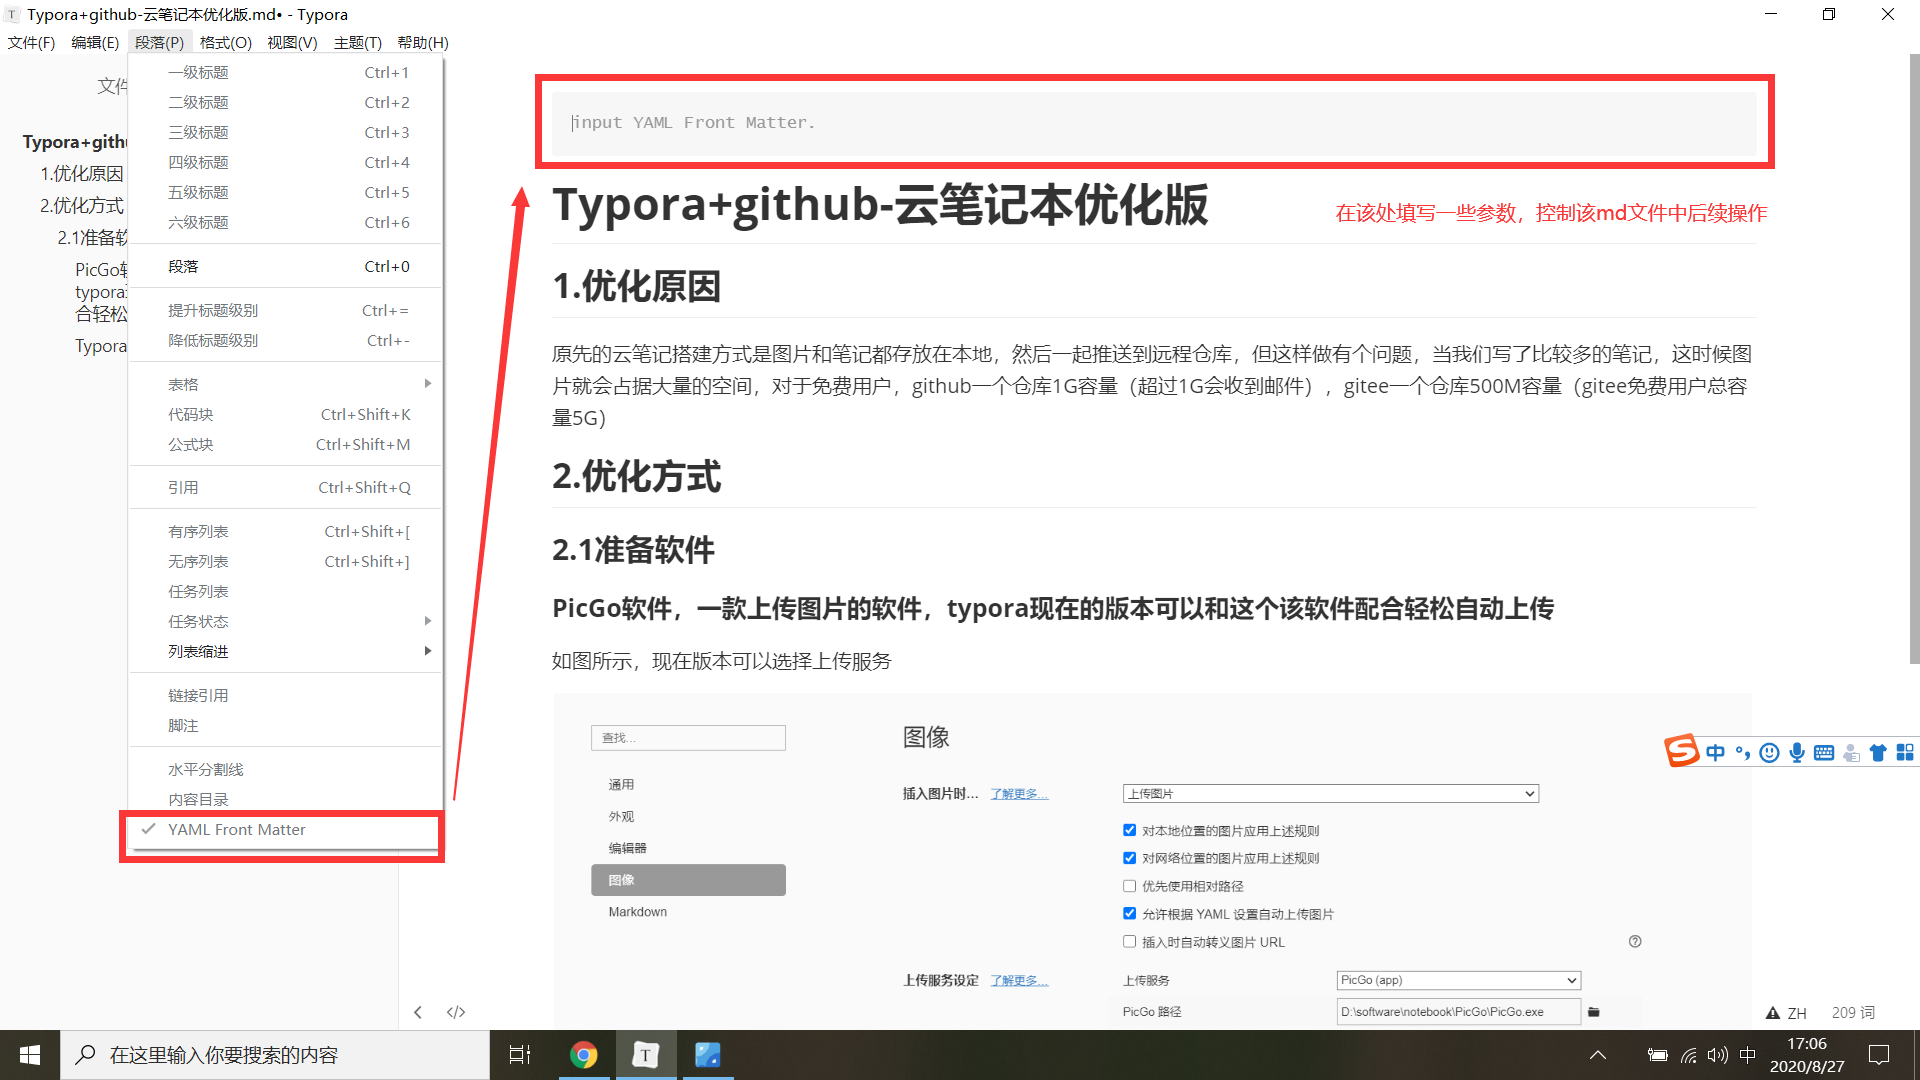 Typora+github-云笔记本优化版.md• - Typora
文件(F) 编辑(E) 段落(P) 格式(O) 视图(V) 主题(T) 帮助(H)
文件
Typora+gith
1.优化原因
2.优化方式
2.1准备软
PicGo软
typora
合轻松
Typora
一级标题 Ctrl+1
二级标题 Ctrl+2
三级标题 Ctrl+3
四级标题 Ctrl+4
五级标题 Ctrl+5
六级标题 Ctrl+6
段落 Ctrl+0
提升标题级别 Ctrl+=
降低标题级别 Ctrl+-
表格
代码块 Ctrl+Shift+K
公式块 Ctrl+Shift+M
引用 Ctrl+Shift+Q
有序列表 Ctrl+Shift+[
无序列表 Ctrl+Shift+]
任务列表
任务状态
列表缩进
链接引用
脚注
水平分割线
内容目录
YAML Front Matter
input YAML Front Matter.
Typora+github-云笔记本优化版
在该处填写一些参数，控制该md文件中后续操作
1.优化原因
原先的云笔记搭建方式是图片和笔记都存放在本地，然后一起推送到远程仓库，但这样做有个问题，当我们写了比较多的笔记，这时候图
片就会占据大量的空间，对于免费用户，github一个仓库1G容量（超过1G会收到邮件），gitee一个仓库500M容量（gitee免费用户总容
量5G）
2.优化方式
2.1准备软件
PicGo软件，一款上传图片的软件，typora现在的版本可以和这个该软件配合轻松自动上传
如图所示，现在版本可以选择上传服务
查找...
通用
外观
编辑器
图像
Markdown
图像
插入图片时... 了解更多... 上传图片
对本地位置的图片应用上述规则
对网络位置的图片应用上述规则
优先使用相对路径
允许根据 YAML 设置自动上传图片
插入时自动转义图片 URL
上传服务设定 了解更多... 上传服务 PicGo (app)
PicGo 路径 D:\software\notebook\PicGo\PicGo.exe
中
ZH 209 词
在这里输入你要搜索的内容
中
17:06
2020/8/27